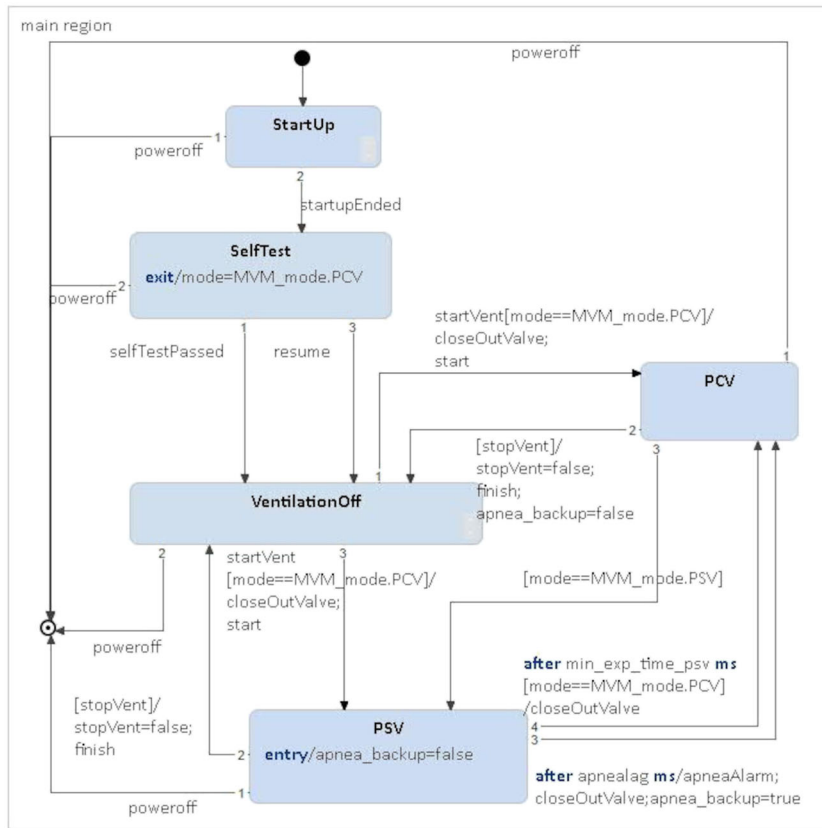 main region
poweroff
StartUp
1
poweroff
2
startupEnded
SelfTest
exit/mode=MVM_mode.PCV
2
poweroff
1
3
selfTestPassed
resume
startVent[mode==MVM_mode.PCV]/
closeOutValve;
start
1
PCV
2
3
[stopVent]/
stopVent=false;
finish;
apnea_backup=false
1
VentilationOff
2
3
startVent
[mode==MVM_mode.PCV]/
closeOutValve;
start
[mode==MVM_mode.PSV]
poweroff
after min_exp_time_psv ms
[mode==MVM_mode.PCV]
/closeOutValve
[stopVent]/
stopVent=false;
finish
PSV
entry/apnea_backup=false
4
3
2
1
after apnealag ms/apneaAlarm;
closeOutValve;apnea_backup=true
poweroff